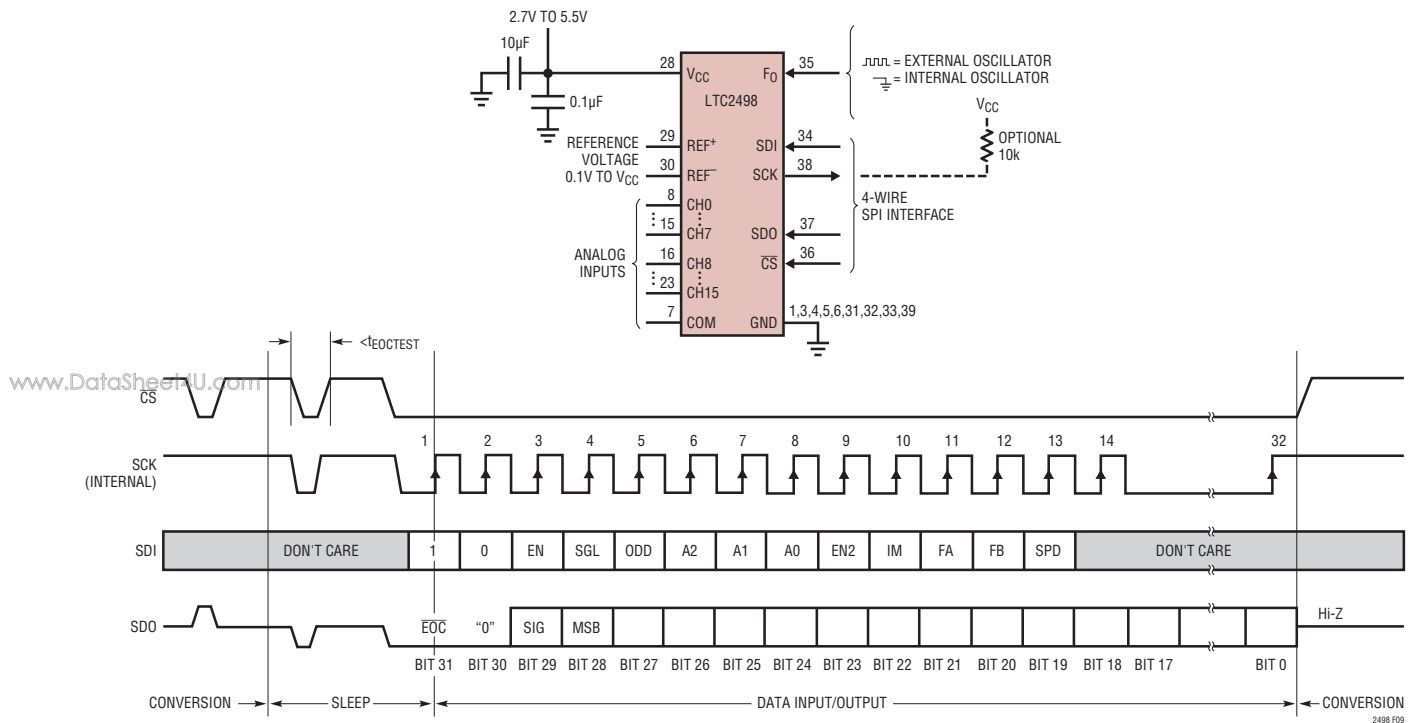 2.7V TO 5.5V
10µF
0.1µF
28
VCC
LTC2498
FO
35
= EXTERNAL OSCILLATOR
= INTERNAL OSCILLATOR
VCC
OPTIONAL
10k
REFERENCE
VOLTAGE
0.1V TO VCC
29
REF+
30
REF–
SDI
34
SCK
38
4-WIRE
SPI INTERFACE
ANALOG
INPUTS
8
CH0
15
CH7
16
CH8
23
CH15
7
COM
SDO
37
CS
36
GND
1,3,4,5,6,31,32,33,39
<tEOCTEST
www.DataSheet4U.com
CS
1 2 3 4 5 6 7 8 9 10 11 12 13 14 32
SCK
(INTERNAL)
SDI DON'T CARE 1 0 EN SGL ODD A2 A1 A0 EN2 IM FA FB SPD DON'T CARE
SDO EOC “0” SIG MSB Hi-Z
BIT 31 BIT 30 BIT 29 BIT 28 BIT 27 BIT 26 BIT 25 BIT 24 BIT 23 BIT 22 BIT 21 BIT 20 BIT 19 BIT 18 BIT 17 BIT 0
CONVERSION SLEEP DATA INPUT/OUTPUT CONVERSION
2498 F09